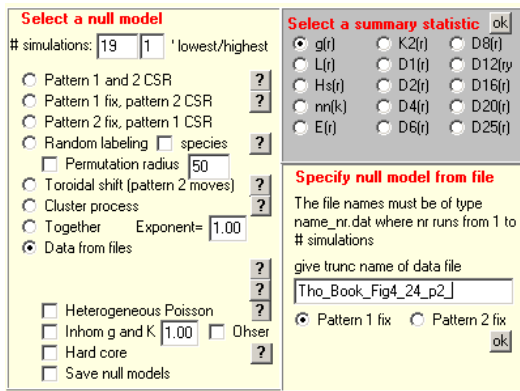 Select a null model
# simulations: 19 1 ' lowest/highest
Pattern 1 and 2 CSR ?
Pattern 1 fix, pattern 2 CSR ?
Pattern 2 fix, pattern 1 CSR
Random labeling species ?
Permutation radius 50
Toroidal shift (pattern 2 moves) ?
Cluster process ?
Together Exponent= 1.00
Data from files
?
?
Heterogeneous Poisson ?
Inhom g and K 1.00 Ohser
Hard core ?
Save null models
Select a summary statistic ok
g(r) K2(r) D8(r)
L(r) D1(r) D12(ry
Hs(r) D2(r) D16(r)
nn(k) D4(r) D20(r)
E(r) D6(r) D25(r)
Specify null model from file
The file names must be of type
name_nr.dat where nr runs from 1 to
# simulations
give trunc name of data file
Tho_Book_Fig4_24_p2_
Pattern 1 fix Pattern 2 fix
ok